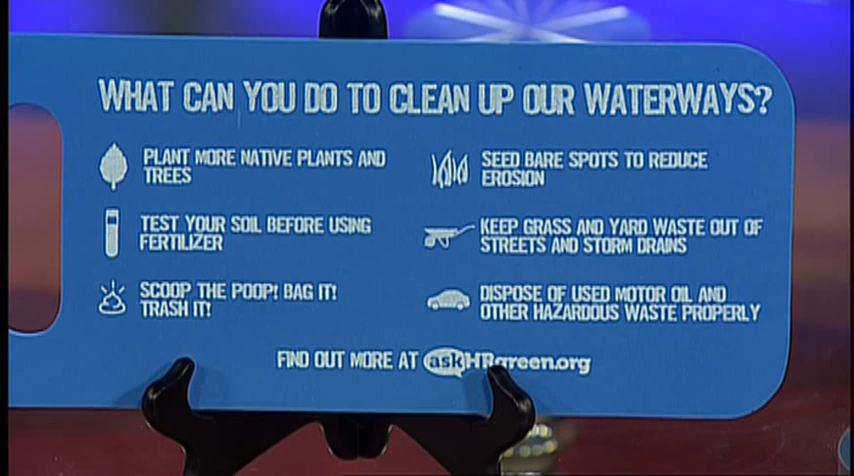 WHAT CAN YOU DO TO CLEAN UP OUR WATERWAYS?
PLANT MORE NATIVE PLANTS AND
TREES
TEST YOUR SOIL BEFORE USING
FERTILIZER
SCOOP THE POOP! BAG IT!
TRASH IT!
SEED BARE SPOTS TO REDUCE
EROSION
KEEP GRASS AND YARD WASTE OUT OF
STREETS AND STORM DRAINS
DISPOSE OF USED MOTOR OIL AND
OTHER HAZARDOUS WASTE PROPERLY
FIND OUT MORE AT askHRgreen.org